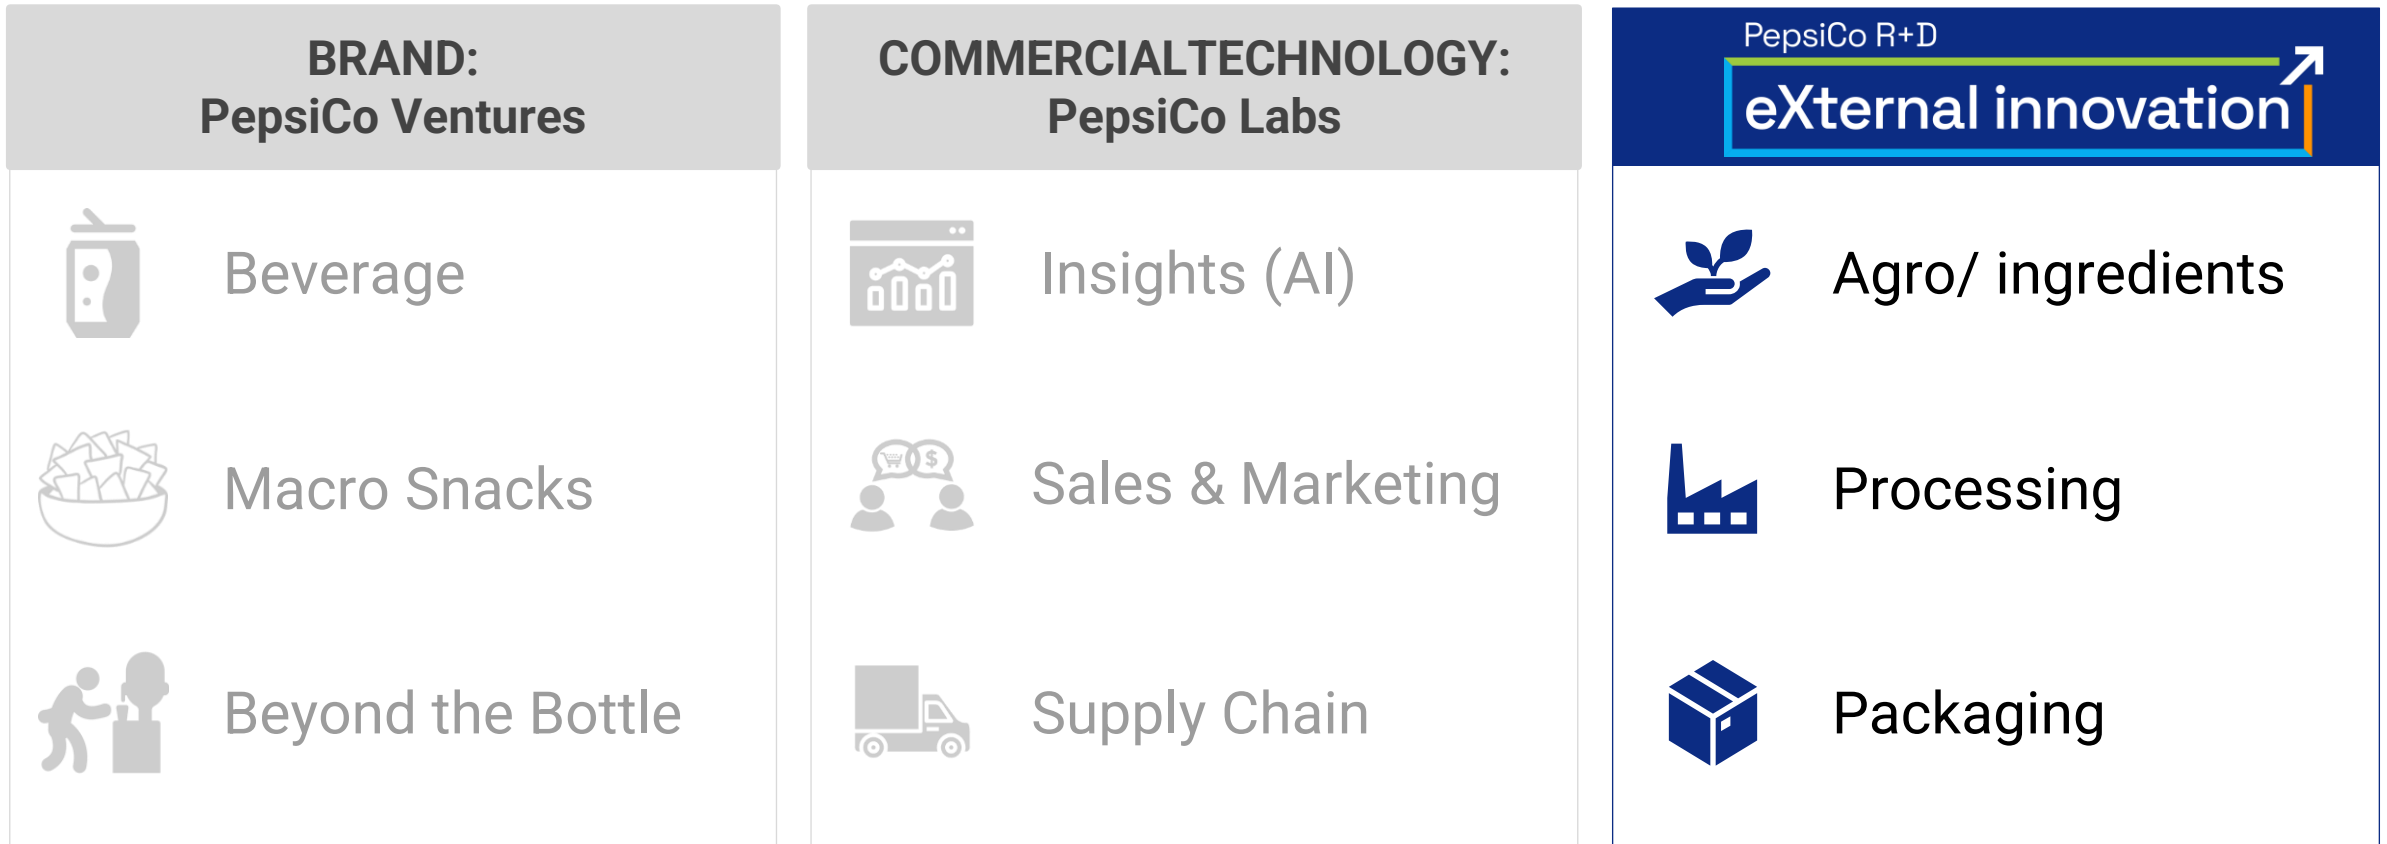 BRAND:
PepsiCo Ventures
Beverage
Macro Snacks
Beyond the Bottle
COMMERCIALTECHNOLOGY:
PepsiCo Labs
Insights (AI)
$
Sales & Marketing
Supply Chain
PepsiCo R+D
eXternal innovation
Agro/ ingredients
Processing
Packaging